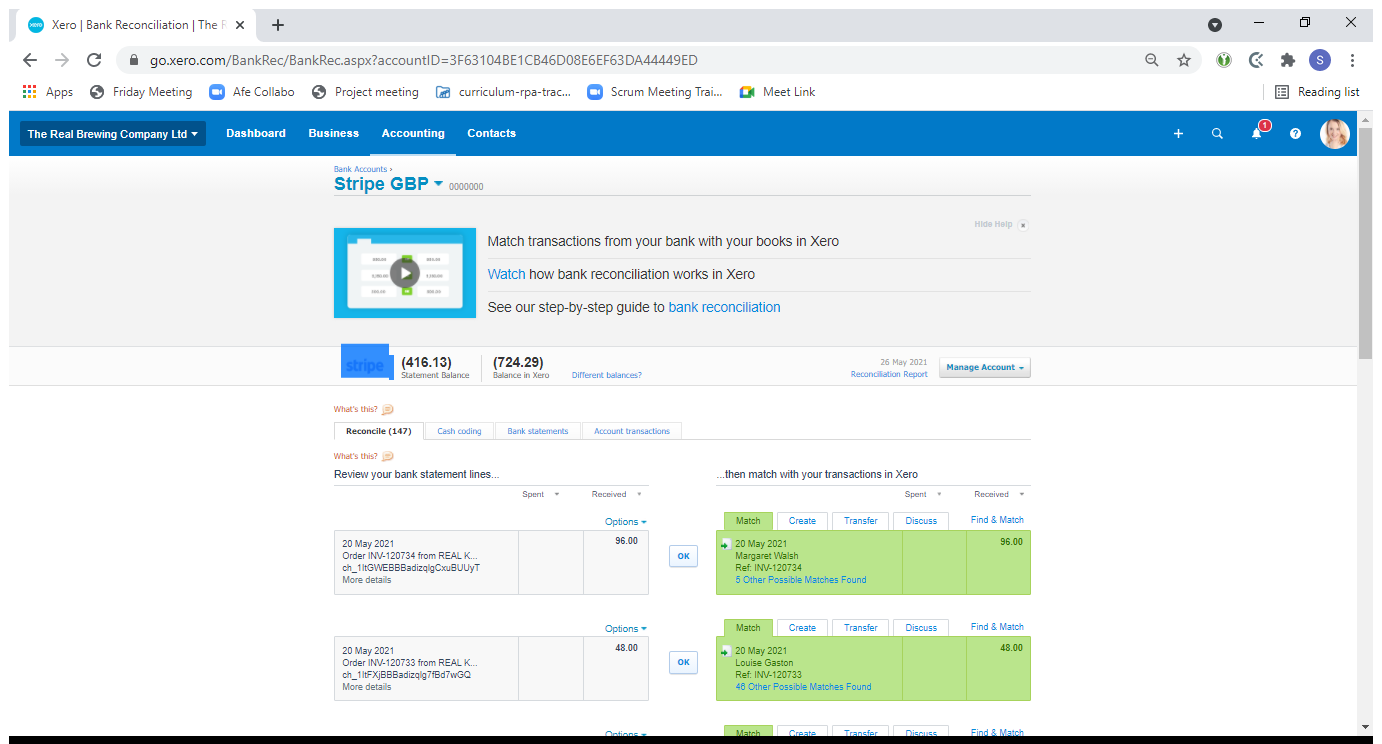 Xero | Bank Reconciliation | The R
go.xero.com/BankRec/BankRec.aspx?accountID=3F63104BE1CB46D08E6EF63DA44449ED
S
Apps Friday Meeting Afe Collabo Project meeting curriculum-rpa-trac... Scrum Meeting Trai... Meet Link Reading list
The Real Brewing Company Ltd Dashboard Business Accounting Contacts 1
Bank Accounts ›
Stripe GBP 0000000
Hide Help
Match transactions from your bank with your books in Xero
Watch how bank reconciliation works in Xero
See our step-by-step guide to bank reconciliation
stripe (416.13) (724.29) 26 May 2021 Manage Account
Statement Balance Balance in Xero Different balances? Reconciliation Report
What's this?
Reconcile (147) Cash coding Bank statements Account transactions
What's this?
Review your bank statement lines... ...then match with your transactions in Xero
Spent Received Spent Received
Options Match Create Transfer Discuss Find & Match
20 May 2021 96.00 OK 20 May 2021 96.00
Order INV-120734 from REAL K... Margaret Walsh
ch_1ItGWEBBBadizqlgCxuBUUyT Ref: INV-120734
More details 5 Other Possible Matches Found
Options Match Create Transfer Discuss Find & Match
20 May 2021 48.00 OK 20 May 2021 48.00
Order INV-120733 from REAL K... Louise Gaston
ch_1ItFXjBBBadizqlg7fBd7wGQ Ref: INV-120733
More details 46 Other Possible Matches Found
Options Match Create Transfer Discuss Find & Match